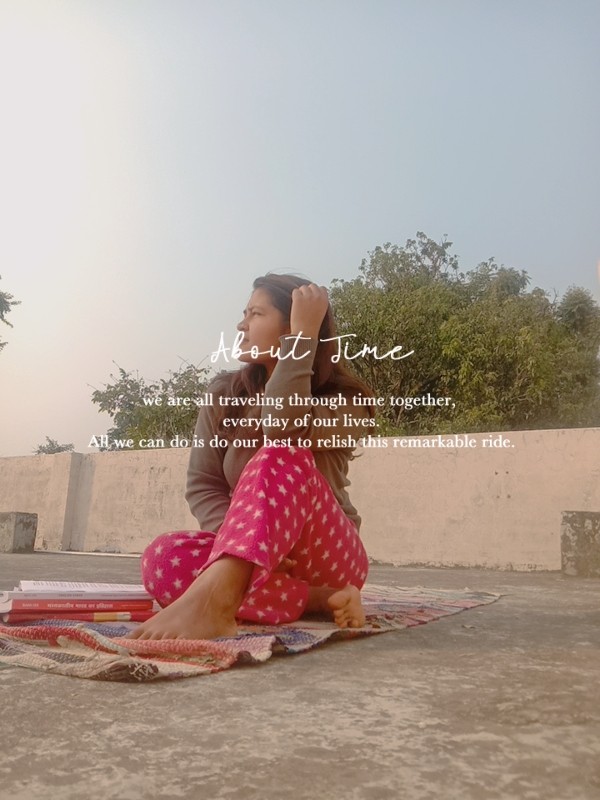 About Time
we are all traveling through time together,
everyday of our lives.
All we can do is do our best to relish this remarkable ride.